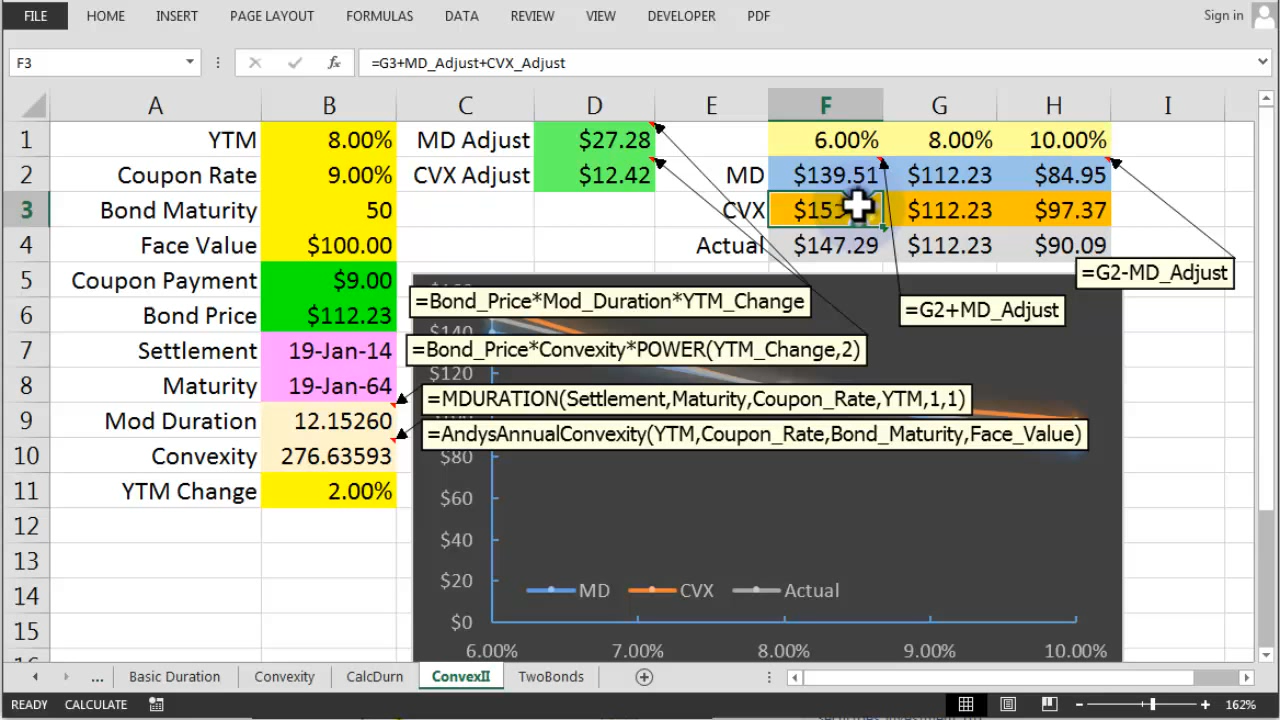 FILE HOME INSERT PAGE LAYOUT FORMULAS DATA REVIEW VIEW DEVELOPER PDF Sign in
F3 fx =G3+MD_Adjust+CVX_Adjust
A B C D E F G H I
1 YTM 8.00% MD Adjust $27.28 6.00% 8.00% 10.00%
2 Coupon Rate 9.00% CVX Adjust $12.42 MD $139.51 $112.23 $84.95
3 Bond Maturity 50 CVX $112.23 $97.37
4 Face Value $100.00 Actual $147.29 $112.23 $90.09
=G2-MD_Adjust
5 Coupon Payment $9.00
=Bond_Price*Mod_Duration*YTM_Change
=G2+MD_Adjust
6 Bond Price $112.23
$140
7 Settlement 19-Jan-14 =Bond_Price*Convexity*POWER(YTM_Change,2)
$120
8 Maturity 19-Jan-64
=MDURATION(Settlement,Maturity,Coupon_Rate,YTM,1,1)
9 Mod Duration 12.15260
=AndysAnnualConvexity(YTM,Coupon_Rate,Bond_Maturity,Face_Value)
10 Convexity 276.63593 $80
11 YTM Change 2.00% $60
12 $40
13
14 $20 MD CVX Actual
15 $0
16 6.00% 7.00% 8.00% 9.00% 10.00%
... Basic Duration Convexity CalcDurn ConvexII TwoBonds
READY CALCULATE 162%